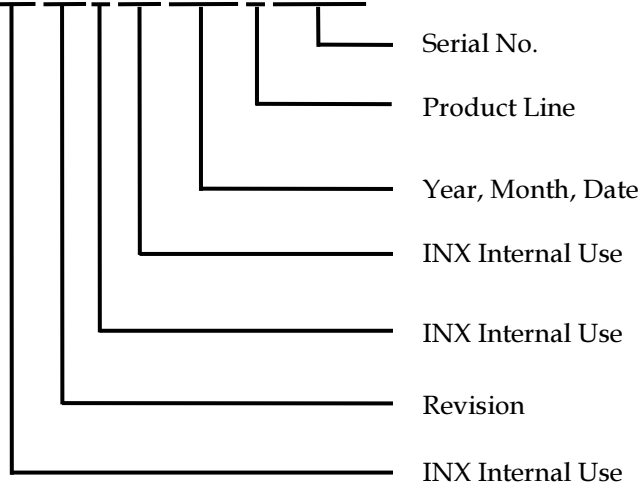 Serial No.
Product Line
Year, Month, Date
INX Internal Use
INX Internal Use
Revision
INX Internal Use